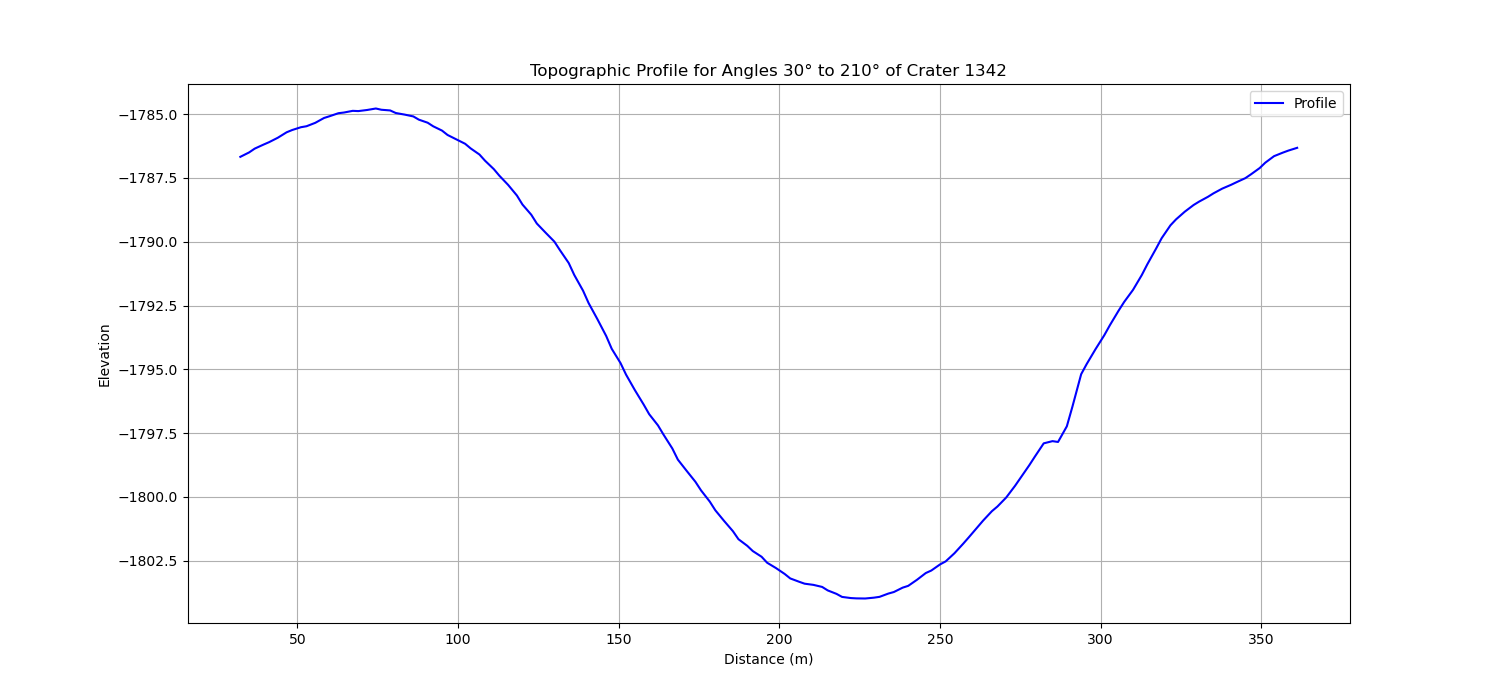 Topographic Profile for Angles 30° to 210° of Crater 1342
Profile
−1785.0
−1787.5
−1790.0
−1792.5
−1795.0
−1797.5
−1800.0
−1802.5
Elevation
50 100 150 200 250 300 350
Distance (m)